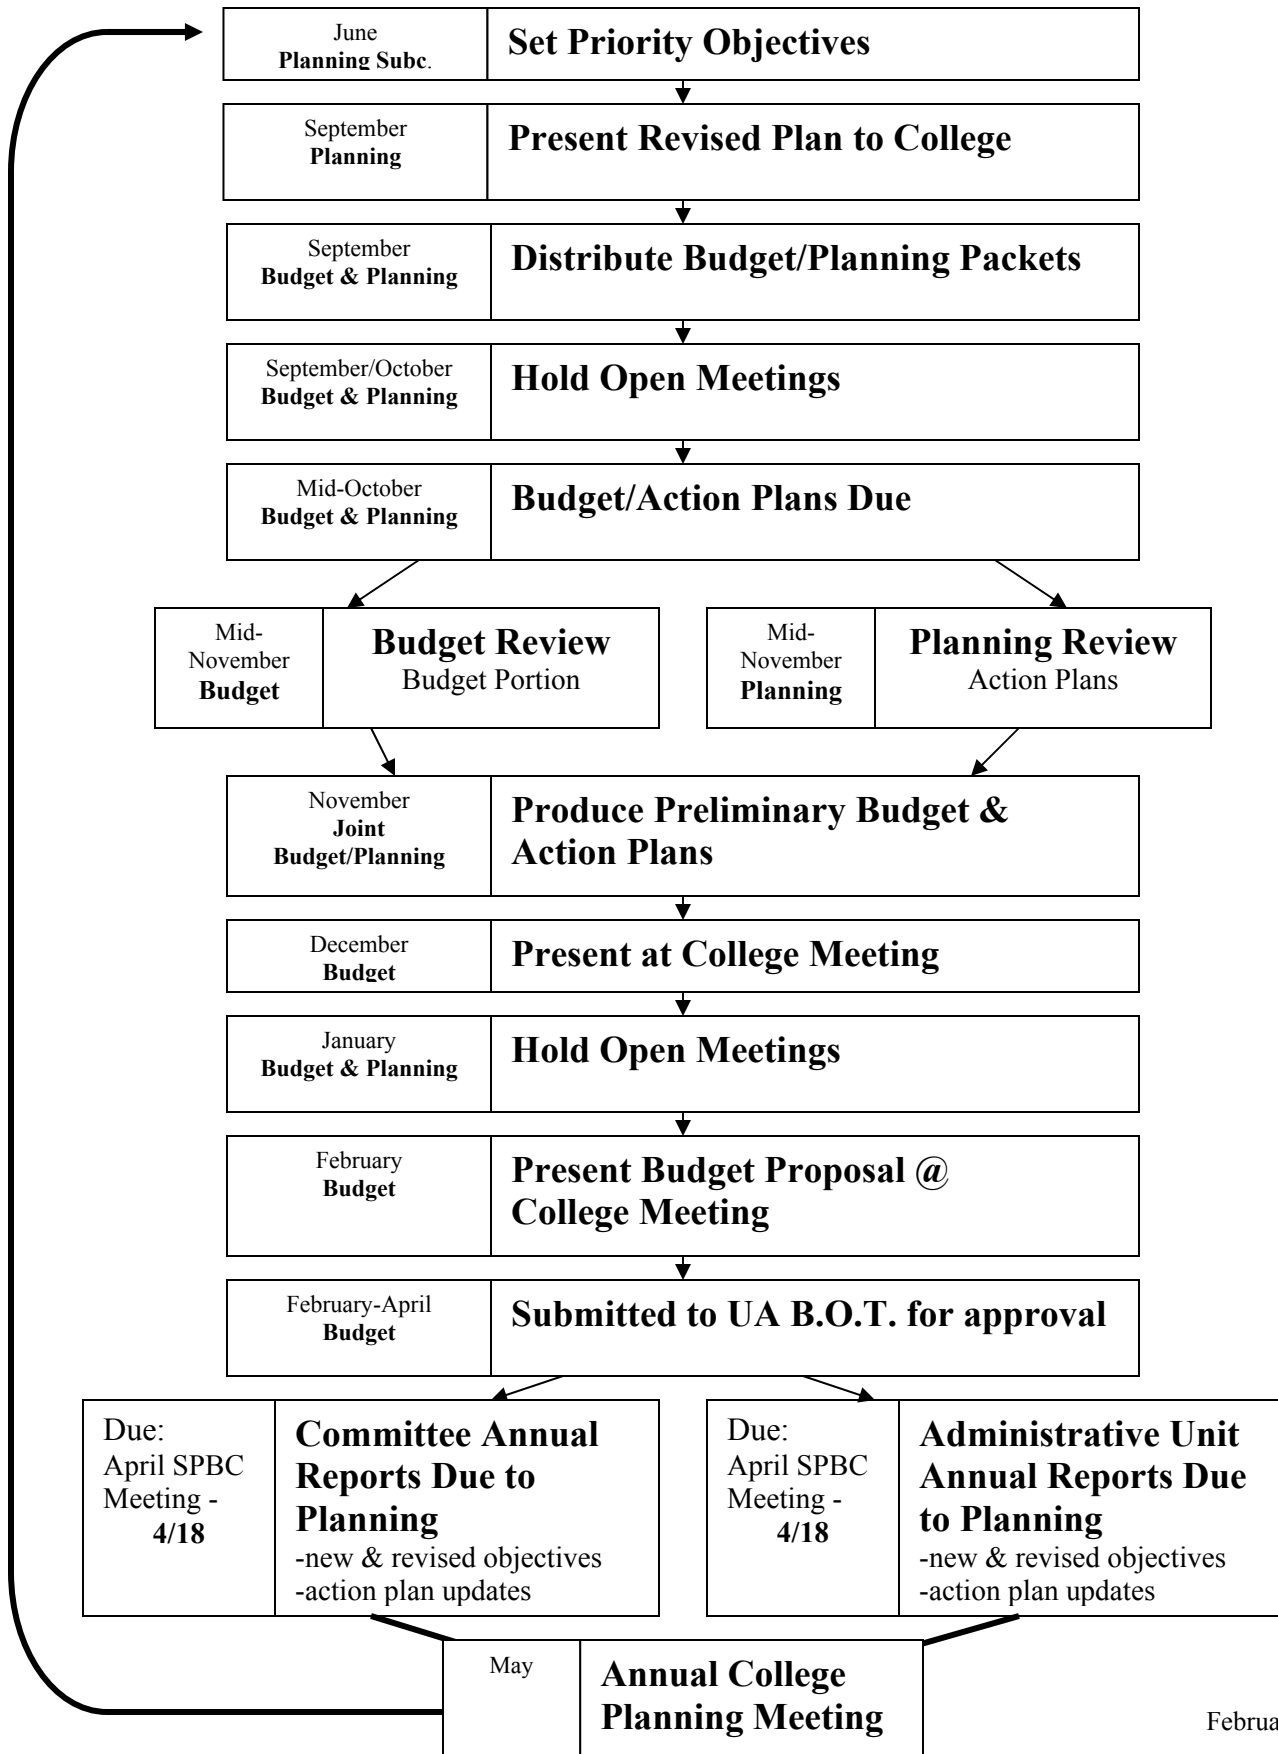 June
Planning Subc.
Set Priority Objectives
September
Planning
Present Revised Plan to College
September
Budget & Planning
Distribute Budget/Planning Packets
September/October
Budget & Planning
Hold Open Meetings
Mid-October
Budget & Planning
Budget/Action Plans Due
Mid-
November
Budget
Budget Review
Budget Portion
Mid-
November
Planning
Planning Review
Action Plans
November
Joint
Budget/Planning
Produce Preliminary Budget &
Action Plans
December
Budget
Present at College Meeting
January
Budget & Planning
Hold Open Meetings
February
Budget
Present Budget Proposal @
College Meeting
February-April
Budget
Submitted to UA B.O.T. for approval
Due:
April SPBC
Meeting -
4/18
Committee Annual
Reports Due to
Planning
-new & revised objectives
-action plan updates
Due:
April SPBC
Meeting -
4/18
Administrative Unit
Annual Reports Due
to Planning
-new & revised objectives
-action plan updates
May
Annual College
Planning Meeting
Februa